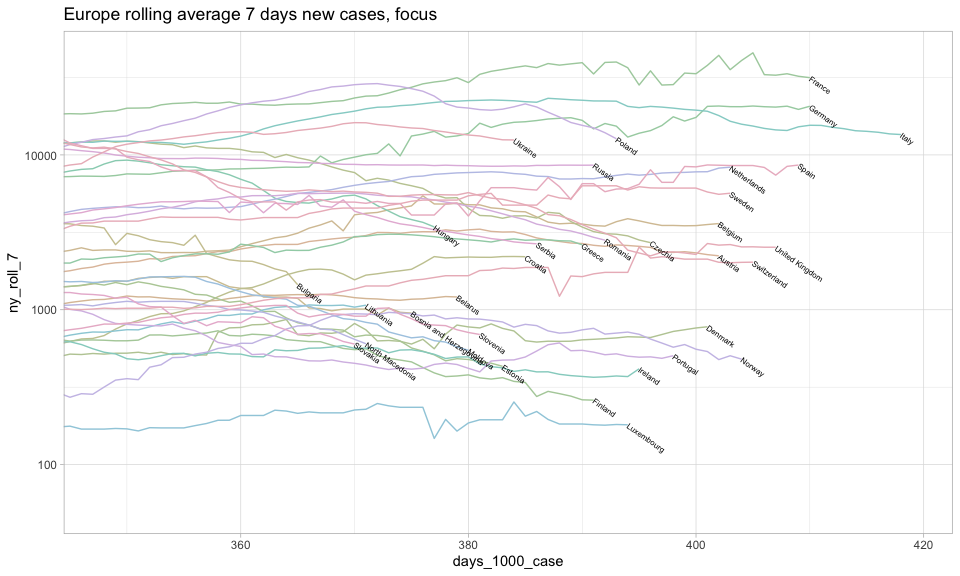 Europe rolling average 7 days new cases, focus
ny_roll_7
10000
1000
100
France
Germany
Italy
Ukraine
Poland
Russia
Netherlands
Spain
Sweden
Hungary
Serbia
Greece
Romania
Czechia
Belgium
Austria
Switzerland
United Kingdom
Croatia
Bulgaria
Lithuania
Belarus
Bosnia and Herzegovina
Slovenia
Slovakia
North Macedonia
Moldova
Estonia
Denmark
Norway
Portugal
Ireland
Finland
Luxembourg
360
380
400
420
days_1000_case